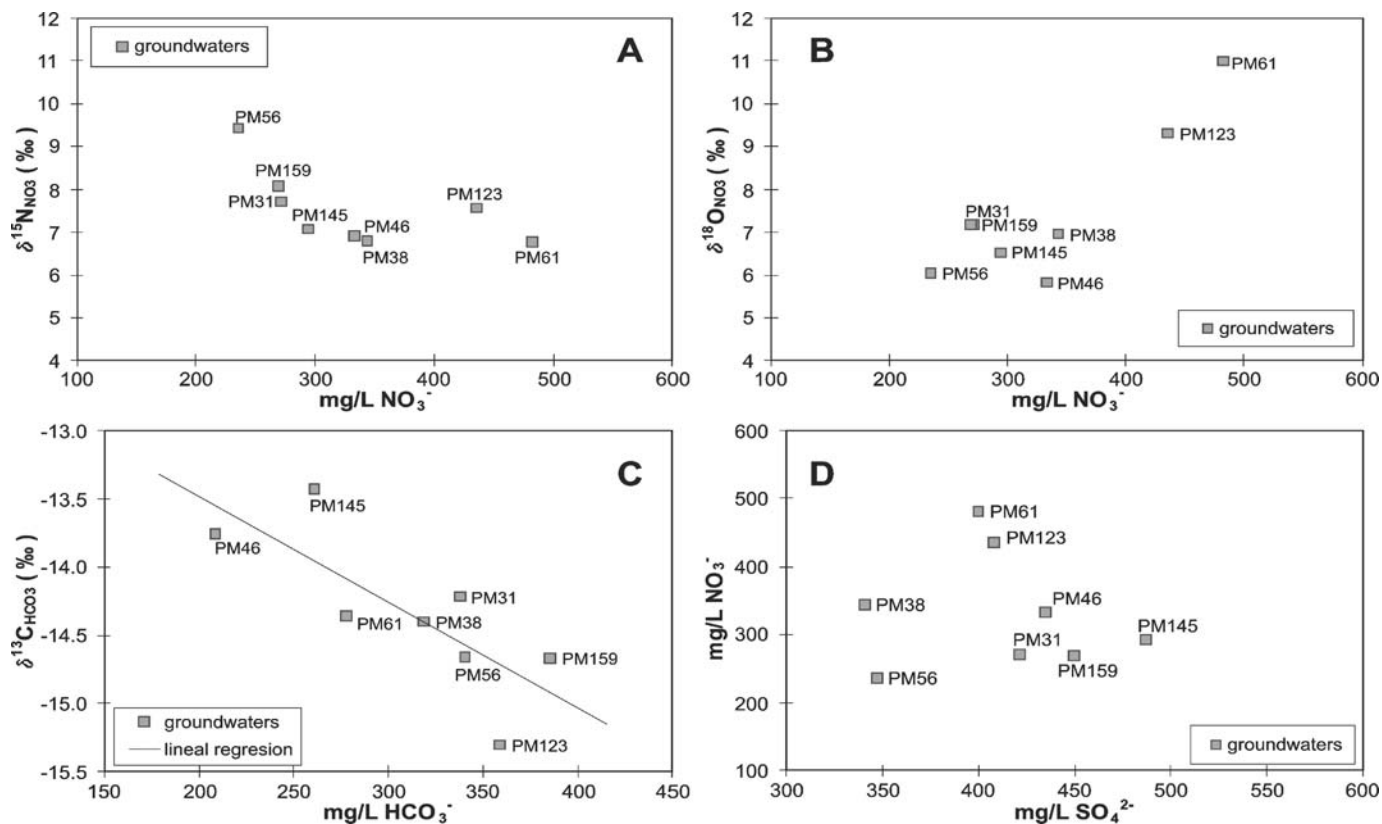 12
11
10
9
8
7
6
5
4
groundwaters
A
PM56
PM159
PM31
PM145
PM46
PM38
PM123
PM61
δ15NNO3 ( ‰ )
100
200
300
400
500
600
mg/L NO3-
12
11
10
9
8
7
6
5
4
B
PM61
PM123
PM31
PM159
PM38
PM145
PM56
PM46
groundwaters
δ18ONO3 ( ‰ )
100
200
300
400
500
600
mg/L NO3-
-13.0
-13.5
-14.0
-14.5
-15.0
-15.5
C
PM145
PM46
PM31
PM61
PM38
PM56
PM159
PM123
groundwaters
lineal regresion
δ13CHCO3 ( ‰ )
150
200
250
300
350
400
450
mg/L HCO3-
600
500
400
300
200
100
D
PM61
PM123
PM38
PM46
PM31
PM145
PM159
PM56
groundwaters
mg/L NO3-
300
350
400
450
500
550
600
mg/L SO42-